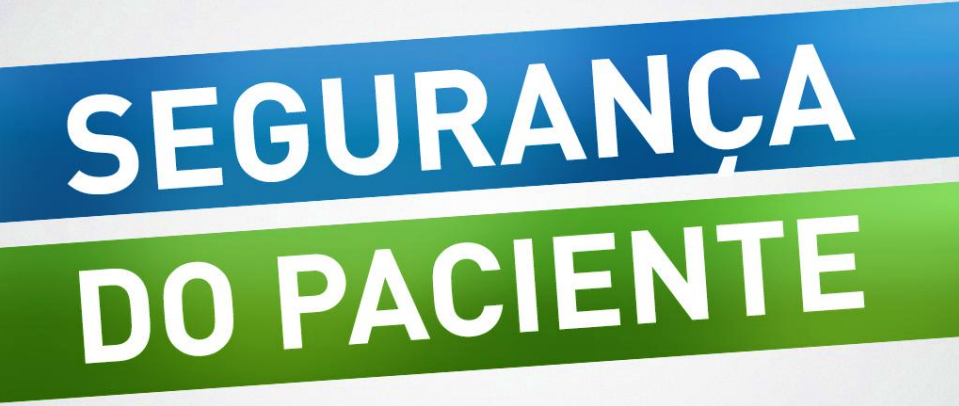 SEGURANÇA
DO PACIENTE